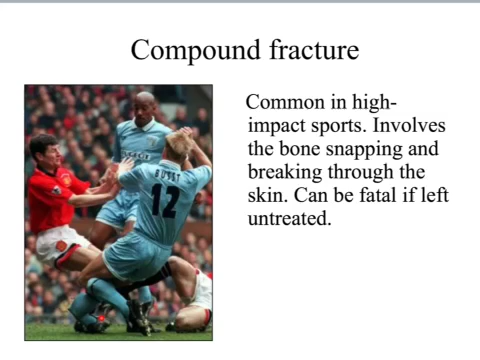 Compound fracture
Common in high-
impact sports. Involves
the bone snapping and
breaking through the
skin. Can be fatal if left
untreated.
BUSST
12